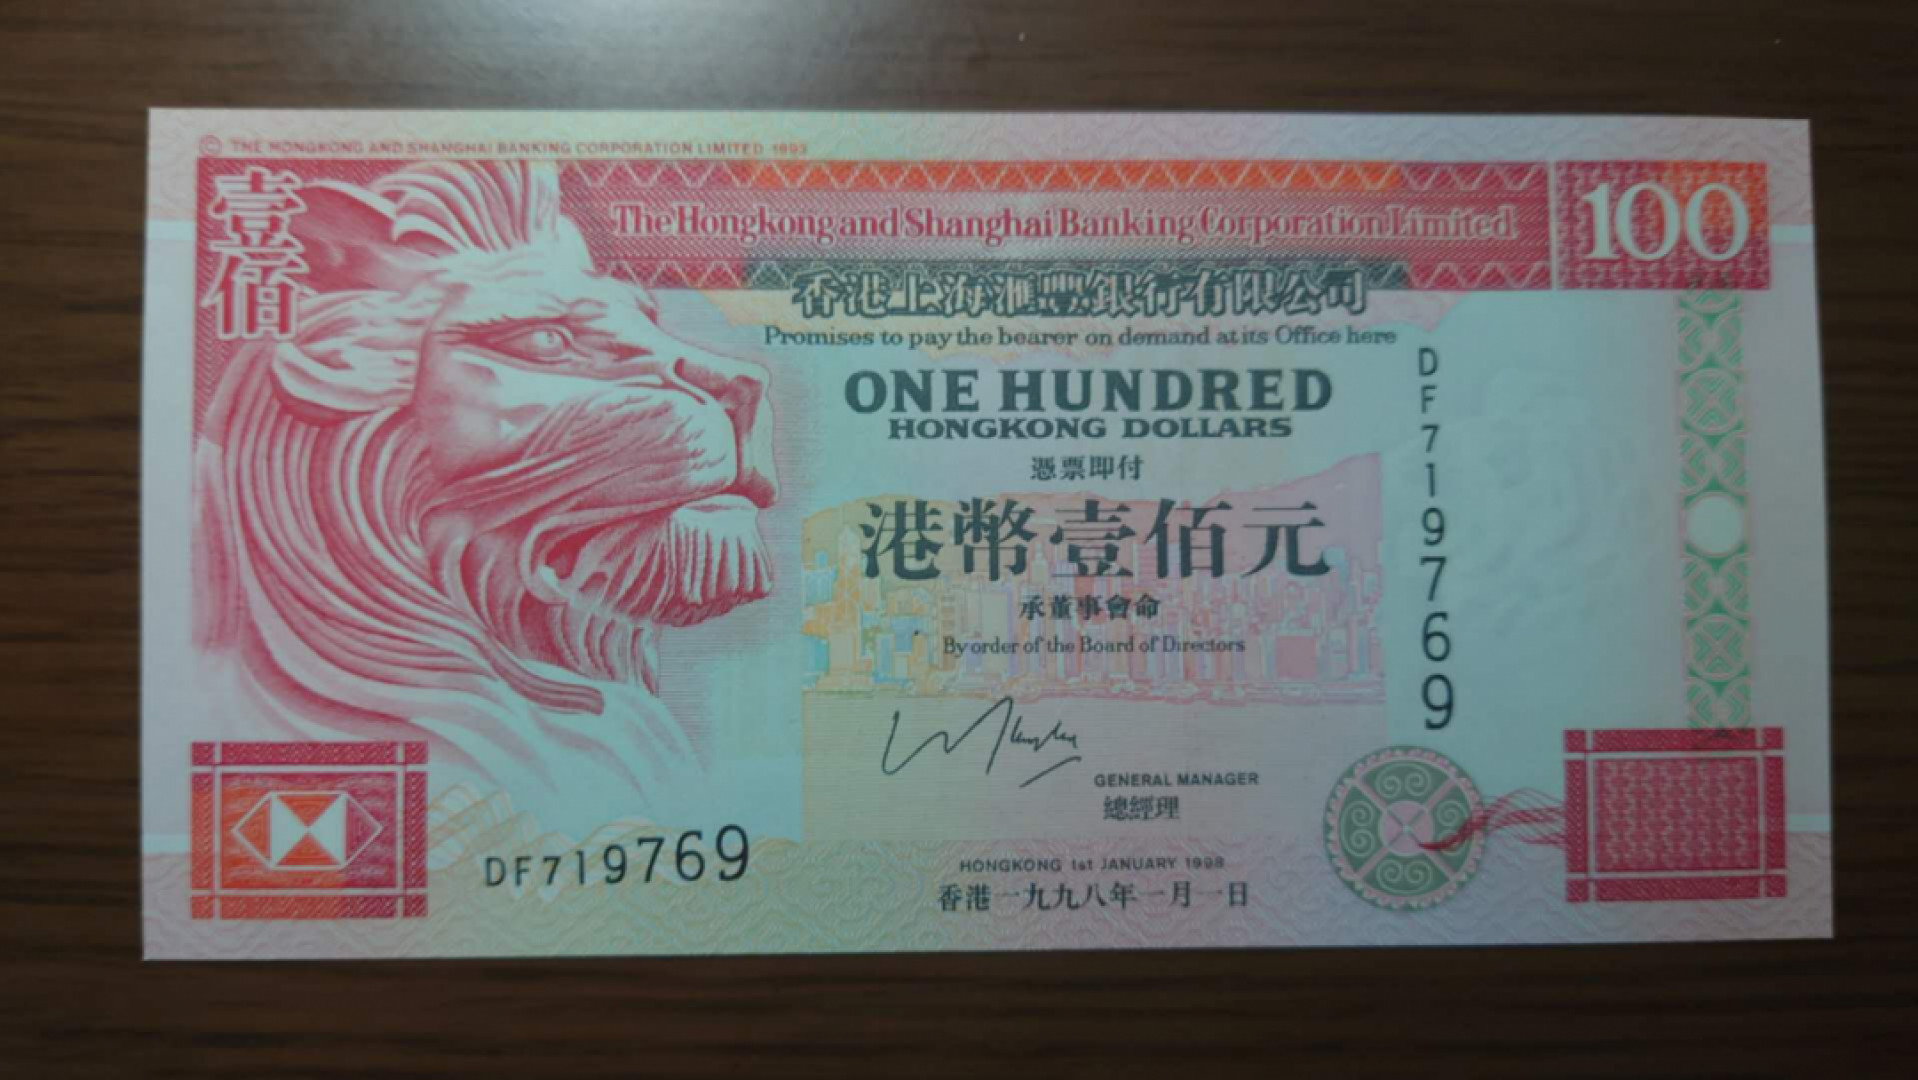 © THE HONGKONG AND SHANGHAI BANKING CORPORATION LIMITED 1993
壹佰
The Hongkong and Shanghai Banking Corporation Limited
100
香港上海滙豐銀行有限公司
Promises to pay the bearer on demand at its Office here
ONE HUNDRED
HONGKONG DOLLARS
憑票即付
港幣壹佰元
承董事會命
By order of the Board of Directors
DF719769
GENERAL MANAGER
總經理
DF719769
HONGKONG 1st JANUARY 1998
香港一九九八年一月一日